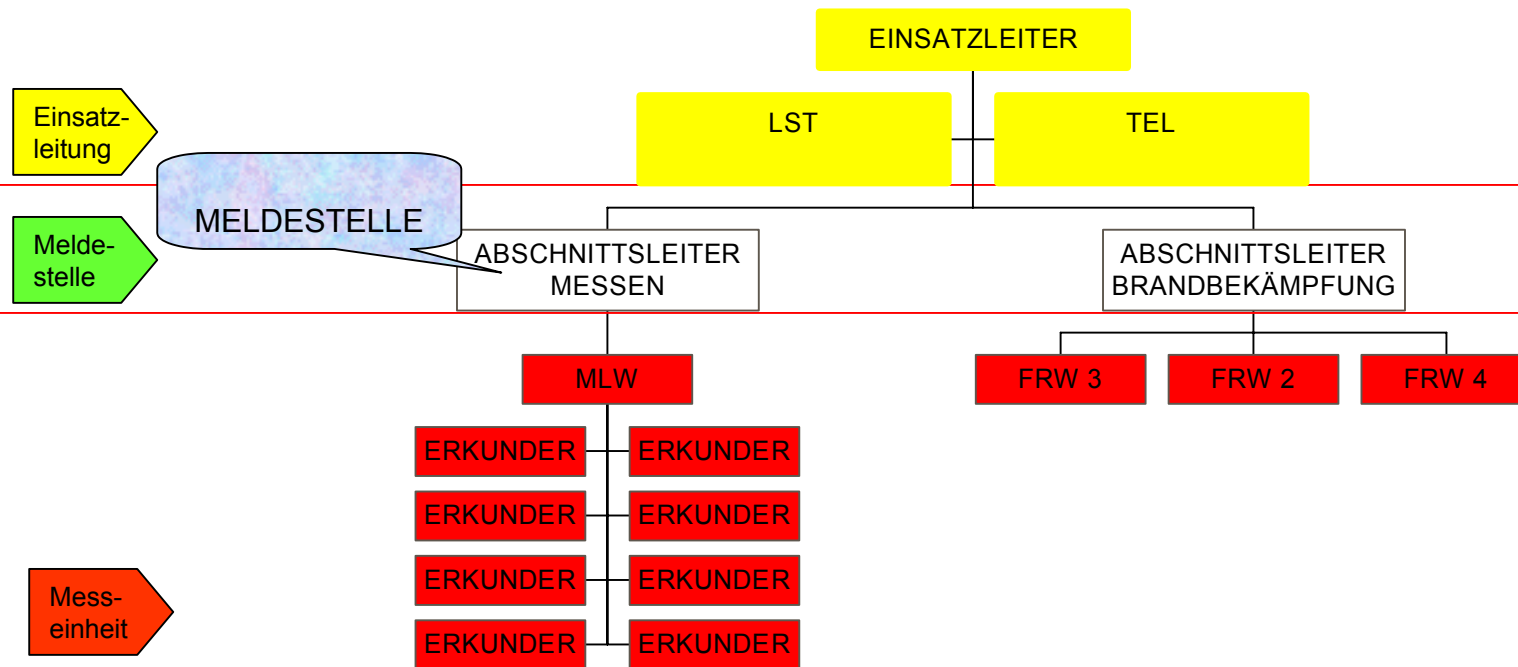 EINSATZLEITER
Einsatz-
leitung
LST
TEL
MELDESTELLE
Melde-
stelle
ABSCHNITTSLEITER
MESSEN
ABSCHNITTSLEITER
BRANDBEKÄMPFUNG
MLW
FRW 3
FRW 2
FRW 4
ERKUNDER
ERKUNDER
ERKUNDER
ERKUNDER
ERKUNDER
ERKUNDER
Mess-
einheit
ERKUNDER
ERKUNDER